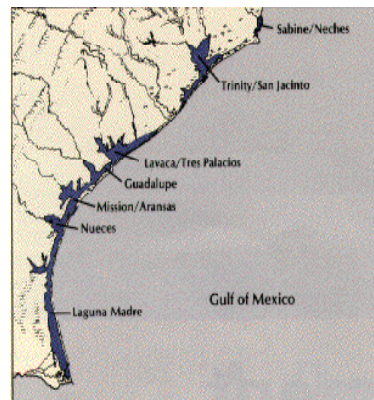 Sabine/Neches
Trinity/San Jacinto
Lavaca/Tres Palacios
Guadalupe
Mission/Aransas
Nueces
Gulf of Mexico
Laguna Madre